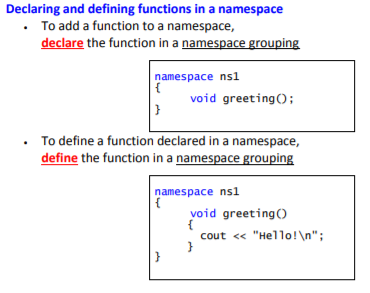 Declaring and defining functions in a namespace
• To add a function to a namespace,
declare the function in a namespace grouping
namespace ns1
{
void greeting();
}
• To define a function declared in a namespace,
define the function in a namespace grouping
namespace ns1
{
void greeting()
{
cout << "Hello!\n";
}
}